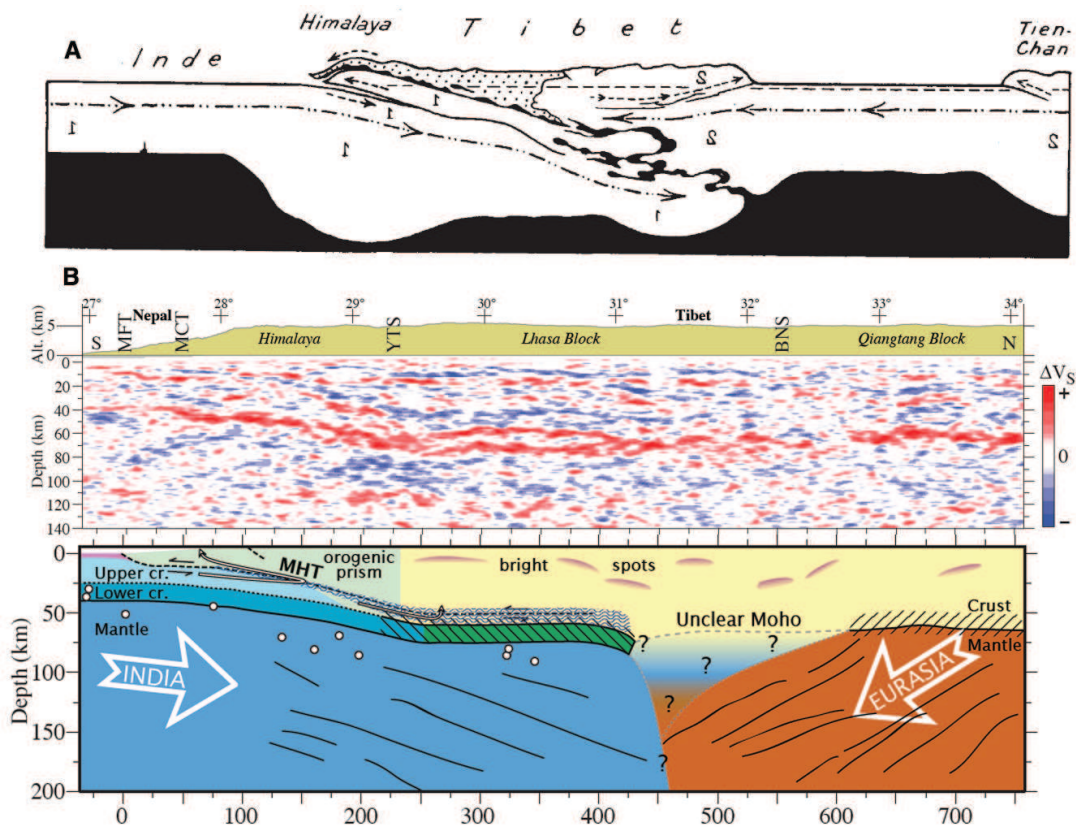 A
Himalaya
T i b e t
Tien-
Chan
Inde
1
1
1
1
1
2
2
2
B
27°
28°
29°
30°
31°
32°
33°
34°
Nepal
Tibet
Alt. (km)
5
0
S
MFT
MCT
Himalaya
YTS
Lhasa Block
BNS
Qiangtang Block
N
Depth (km)
0
20
40
60
80
100
120
140
ΔVS
+
0
−
Depth (km)
0
50
100
150
200
Upper cr.
Lower cr.
Mantle
MHT
orogenic
prism
bright spots
Unclear Moho
Crust
Mantle
?
?
?
?
?
INDIA
EURASIA
0 100 200 300 400 500 600 700